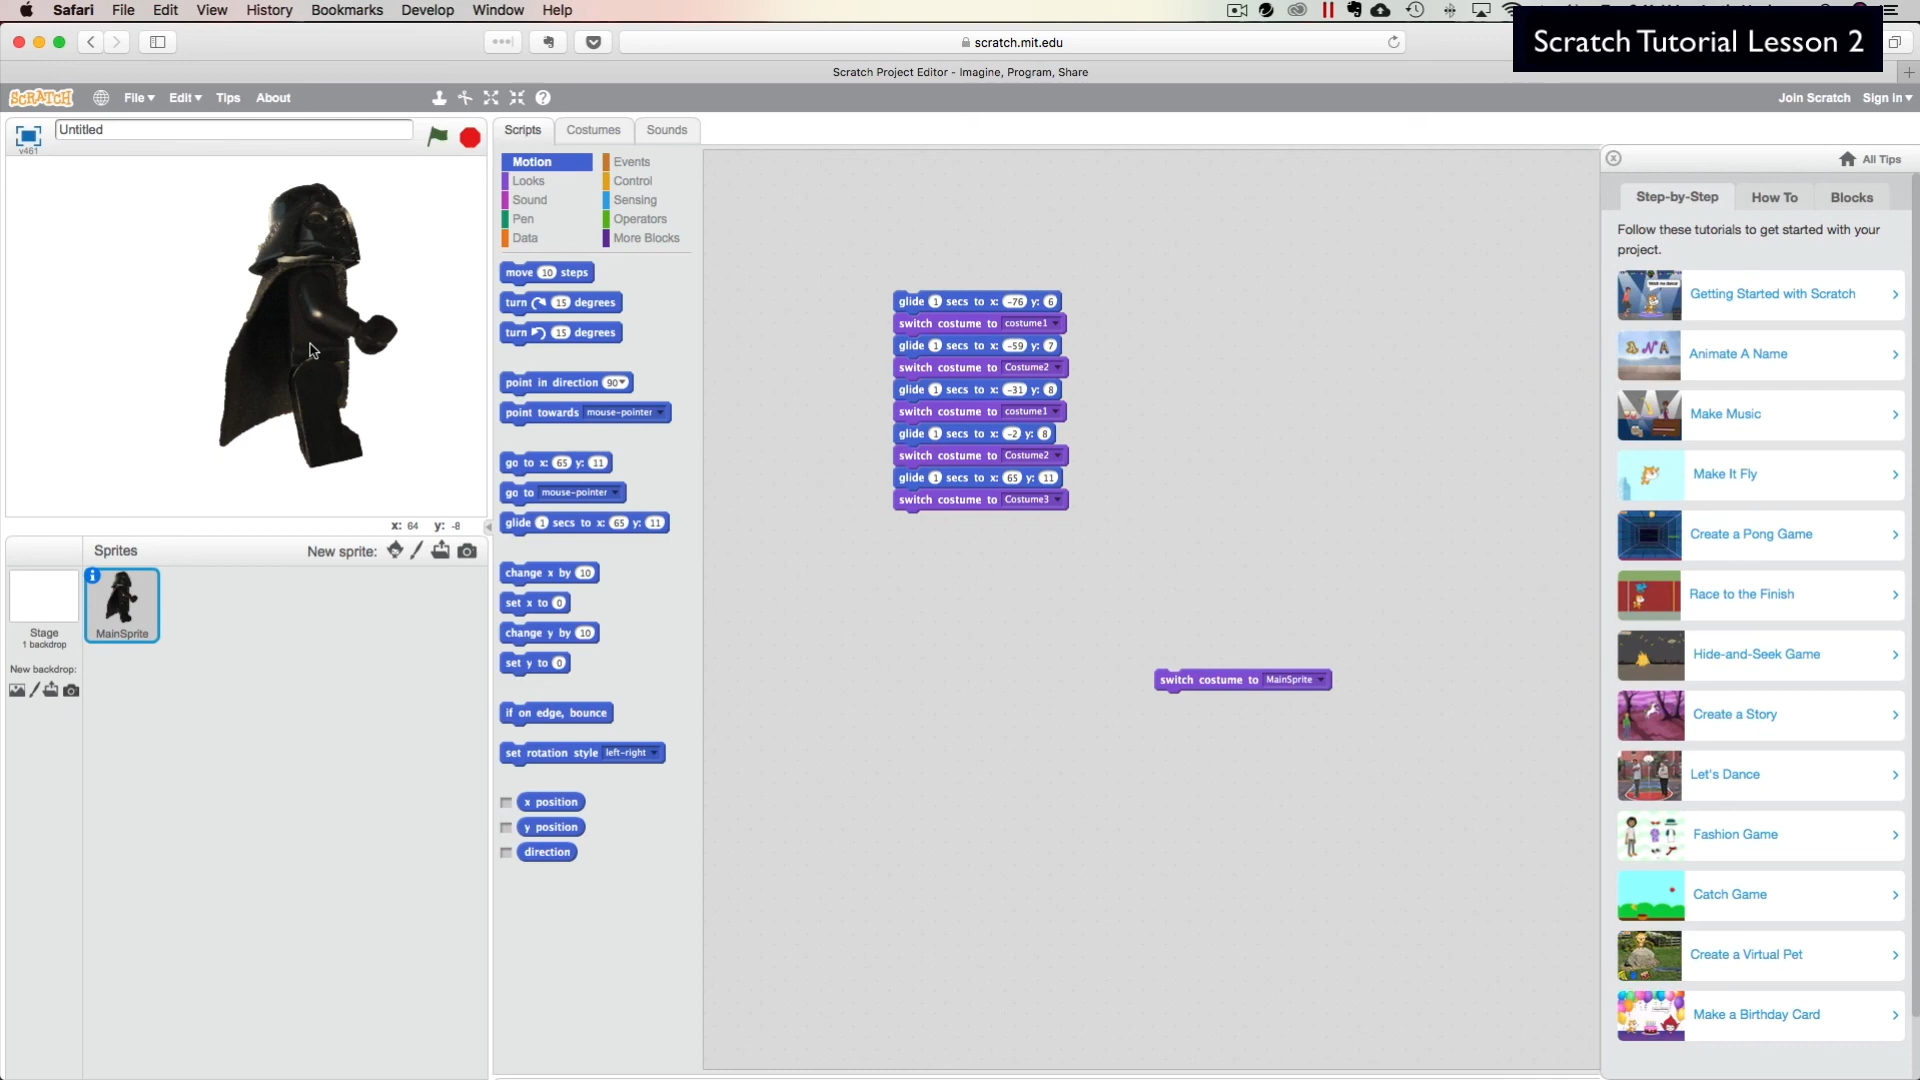 Safari File Edit View History Bookmarks Develop Window Help
Scratch Tutorial Lesson 2
scratch.mit.edu
Scratch Project Editor - Imagine, Program, Share
SCRATCH File Edit Tips About
Join Scratch Sign in
v461
Untitled
Scripts Costumes Sounds
Motion Events
Looks Control
Sound Sensing
Pen Operators
Data More Blocks
move 10 steps
turn 15 degrees
turn 15 degrees
point in direction 90
point towards mouse-pointer
go to x: 65 y: 11
go to mouse-pointer
glide 1 secs to x: 65 y: 11
change x by 10
set x to 0
change y by 10
set y to 0
if on edge, bounce
set rotation style left-right
x position
y position
direction
glide 1 secs to x: -76 y: 6
switch costume to costume1
glide 1 secs to x: -59 y: 7
switch costume to Costume2
glide 1 secs to x: -31 y: 8
switch costume to costume1
glide 1 secs to x: -2 y: 8
switch costume to Costume2
glide 1 secs to x: 65 y: 11
switch costume to Costume3
switch costume to MainSprite
x: 64 y: -8
Sprites New sprite:
MainSprite
Stage
1 backdrop
New backdrop:
All Tips
Step-by-Step How To Blocks
Follow these tutorials to get started with your
project.
Getting Started with Scratch
Animate A Name
Make Music
Make It Fly
Create a Pong Game
Race to the Finish
Hide-and-Seek Game
Create a Story
Let's Dance
Fashion Game
Catch Game
Create a Virtual Pet
Make a Birthday Card